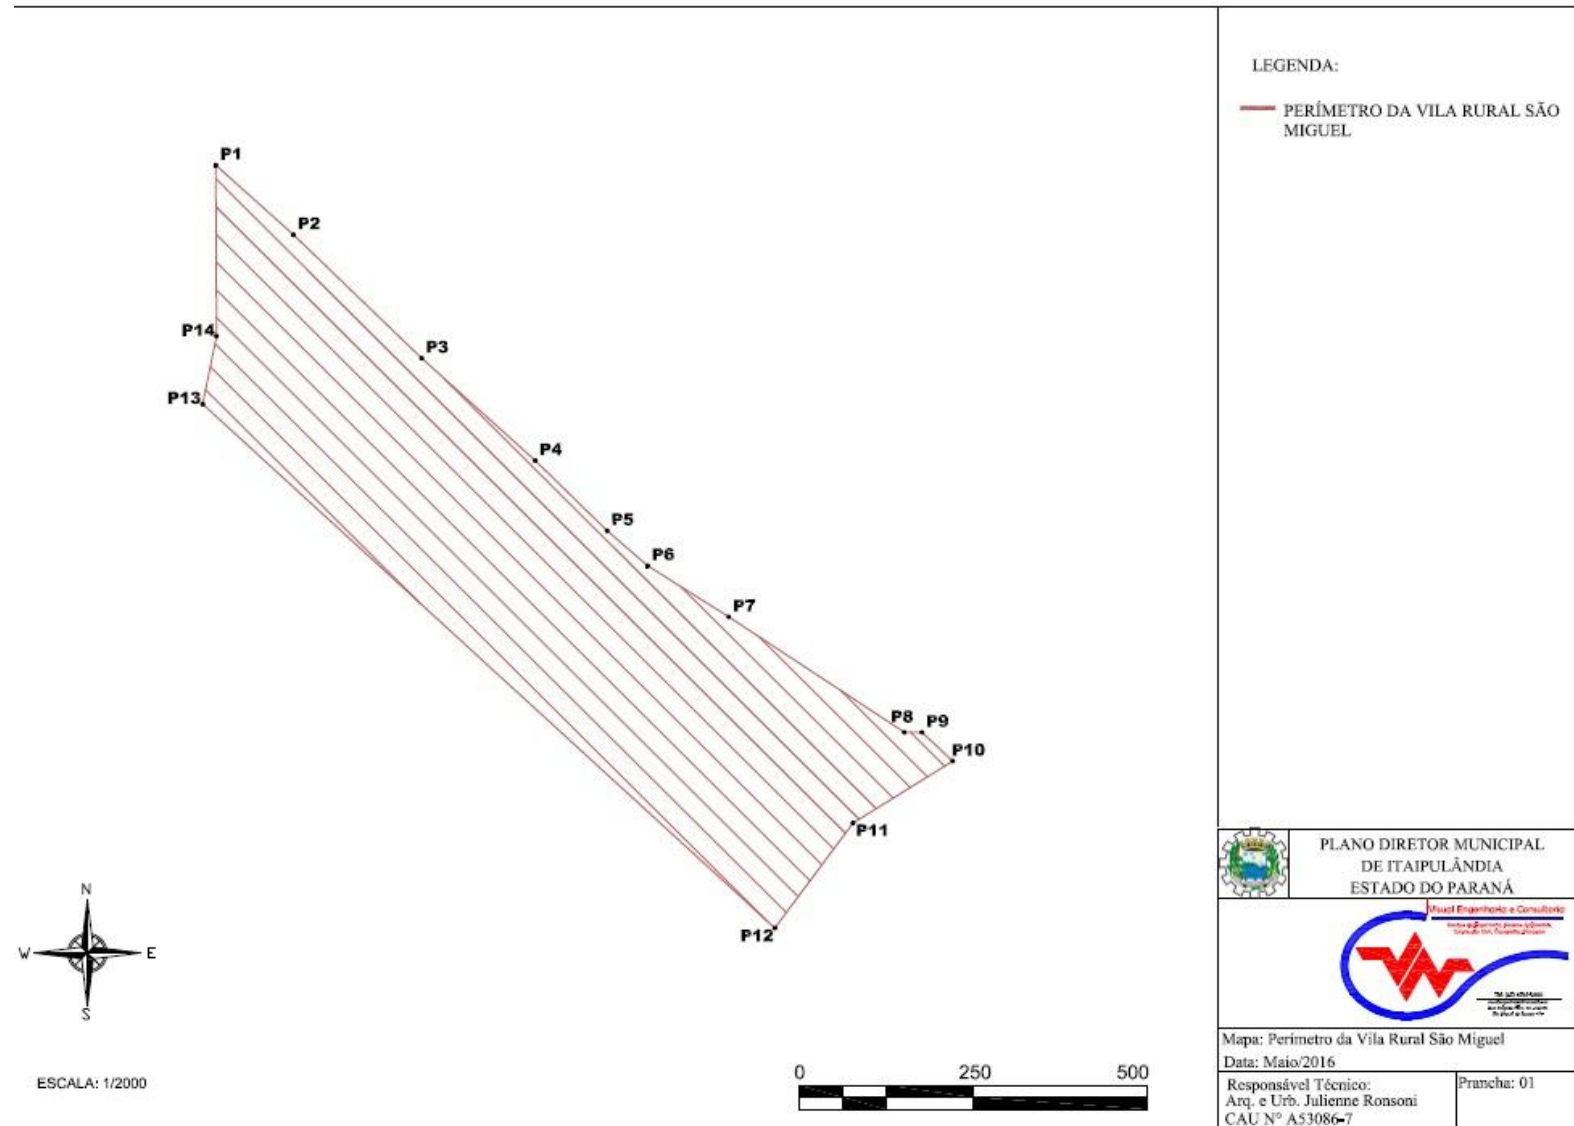 LEGENDA:
PERÍMETRO DA VILA RURAL SÃO
MIGUEL
P1
P2
P3
P14
P13
P4
P5
P6
P7
P8 P9
P10
P11
P12
N
W E
S
ESCALA: 1/2000
0 250 500
PLANO DIRETOR MUNICIPAL
DE ITAIPULÂNDIA
ESTADO DO PARANÁ
Visual Engenharia e Consultoria
Mapa: Perímetro da Vila Rural São Miguel
Data: Maio/2016
Responsável Técnico:
Arq. e Urb. Julienne Ronsoni
CAU N° A53086-7
Prancha: 01